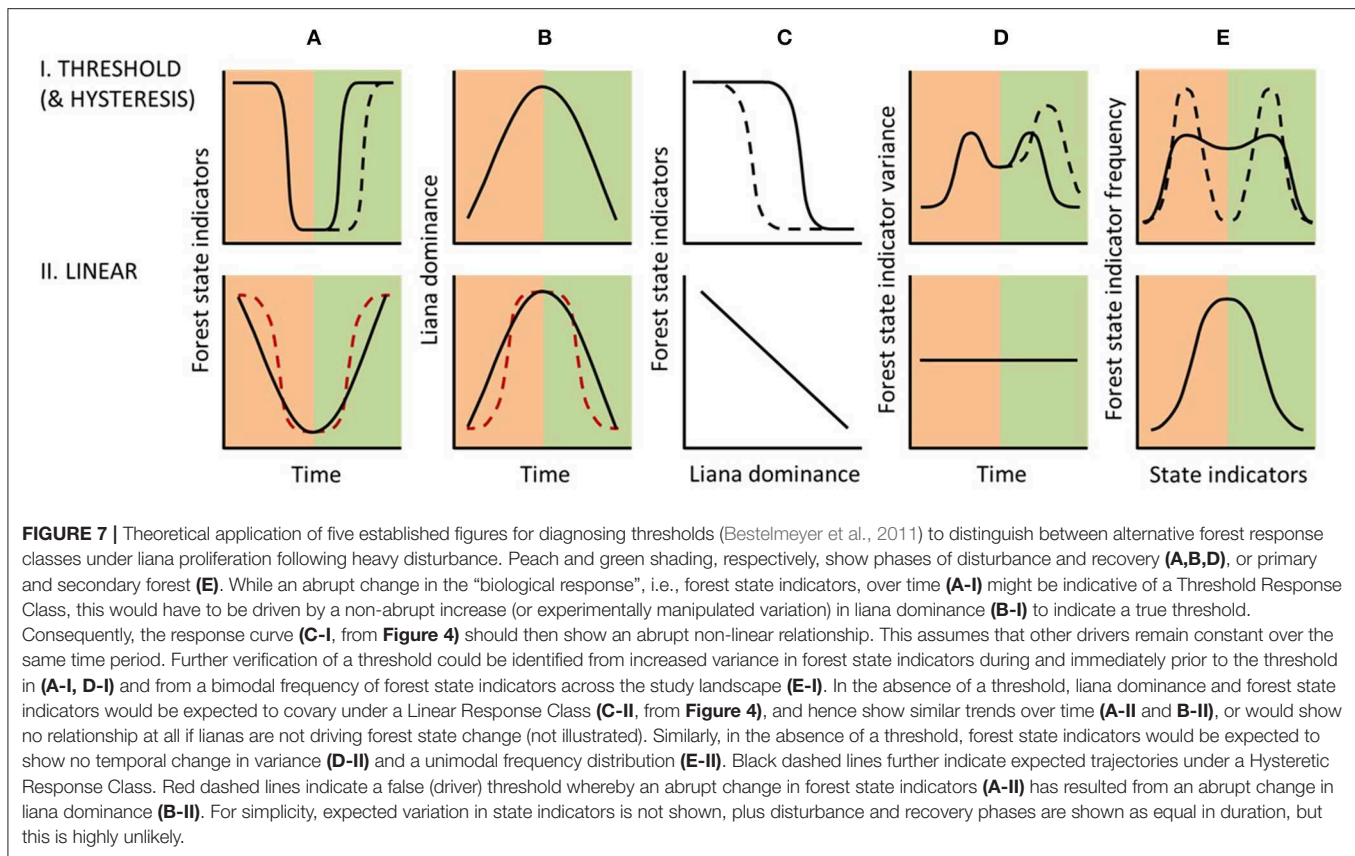 A
B
C
D
E
I. THRESHOLD
(& HYSTERESIS)
Forest state indicators
Liana dominance
Forest state indicators
Forest state indicator variance
Forest state indicator frequency
II. LINEAR
Time
Time
Liana dominance
Time
State indicators
FIGURE 7 | Theoretical application of five established figures for diagnosing thresholds (Bestelmeyer et al., 2011) to distinguish between alternative forest response
classes under liana proliferation following heavy disturbance. Peach and green shading, respectively, show phases of disturbance and recovery (A,B,D), or primary
and secondary forest (E). While an abrupt change in the “biological response”, i.e., forest state indicators, over time (A-I) might be indicative of a Threshold Response
Class, this would have to be driven by a non-abrupt increase (or experimentally manipulated variation) in liana dominance (B-I) to indicate a true threshold.
Consequently, the response curve (C-I, from Figure 4) should then show an abrupt non-linear relationship. This assumes that other drivers remain constant over the
same time period. Further verification of a threshold could be identified from increased variance in forest state indicators during and immediately prior to the threshold
in (A-I, D-I) and from a bimodal frequency of forest state indicators across the study landscape (E-I). In the absence of a threshold, liana dominance and forest state
indicators would be expected to covary under a Linear Response Class (C-II, from Figure 4), and hence show similar trends over time (A-II and B-II), or would show
no relationship at all if lianas are not driving forest state change (not illustrated). Similarly, in the absence of a threshold, forest state indicators would be expected to
show no temporal change in variance (D-II) and a unimodal frequency distribution (E-II). Black dashed lines further indicate expected trajectories under a Hysteretic
Response Class. Red dashed lines indicate a false (driver) threshold whereby an abrupt change in forest state indicators (A-II) has resulted from an abrupt change in
liana dominance (B-II). For simplicity, expected variation in state indicators is not shown, plus disturbance and recovery phases are shown as equal in duration, but
this is highly unlikely.